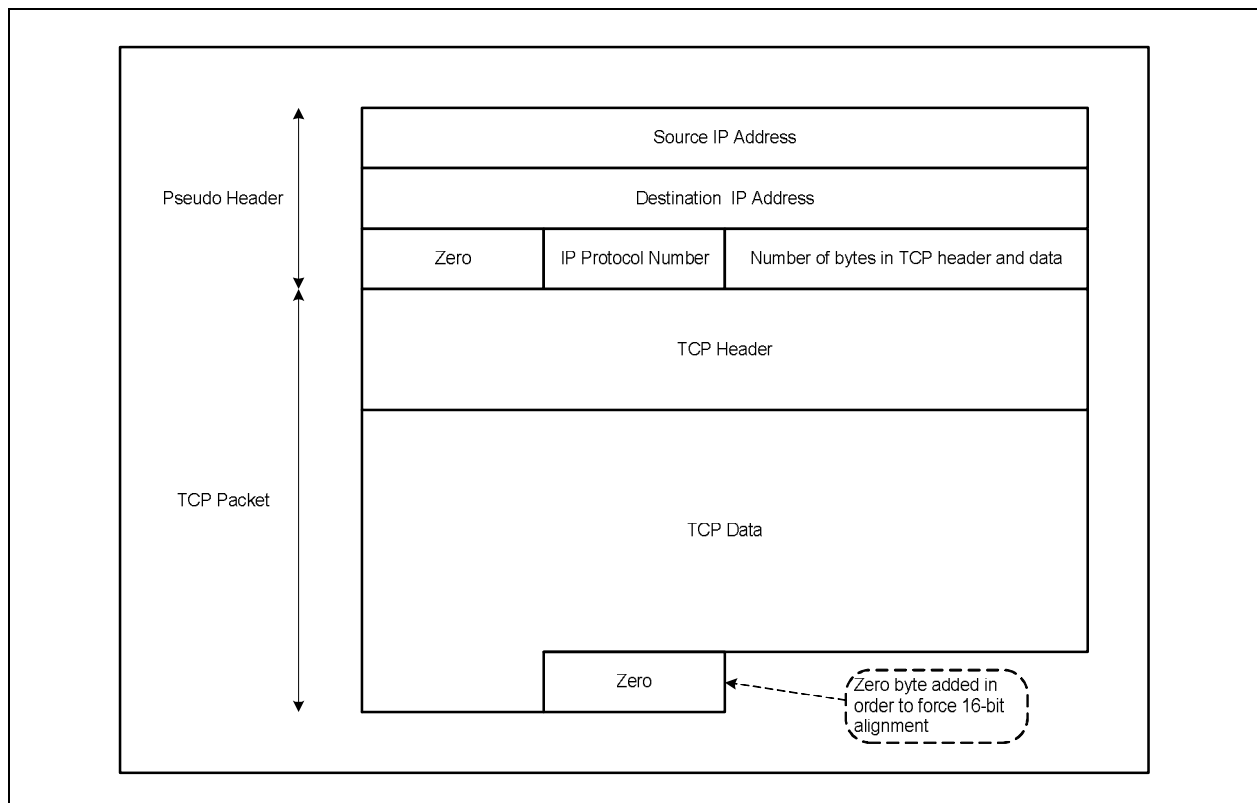 Source IP Address
Pseudo Header
Destination IP Address
Zero
IP Protocol Number
Number of bytes in TCP header and data
TCP Header
TCP Packet
TCP Data
Zero
Zero byte added in
order to force 16-bit
alignment